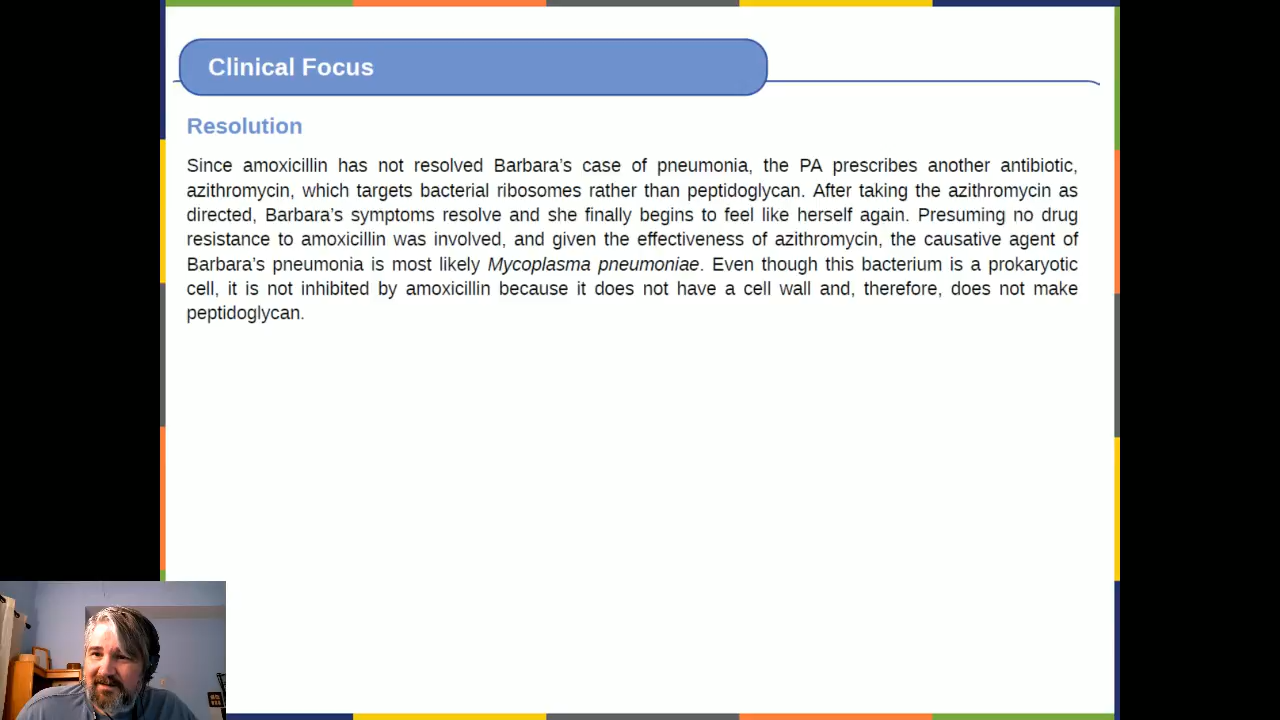 Clinical Focus
Resolution
Since amoxicillin has not resolved Barbara’s case of pneumonia, the PA prescribes another antibiotic,
azithromycin, which targets bacterial ribosomes rather than peptidoglycan. After taking the azithromycin as
directed, Barbara’s symptoms resolve and she finally begins to feel like herself again. Presuming no drug
resistance to amoxicillin was involved, and given the effectiveness of azithromycin, the causative agent of
Barbara’s pneumonia is most likely Mycoplasma pneumoniae. Even though this bacterium is a prokaryotic
cell, it is not inhibited by amoxicillin because it does not have a cell wall and, therefore, does not make
peptidoglycan.